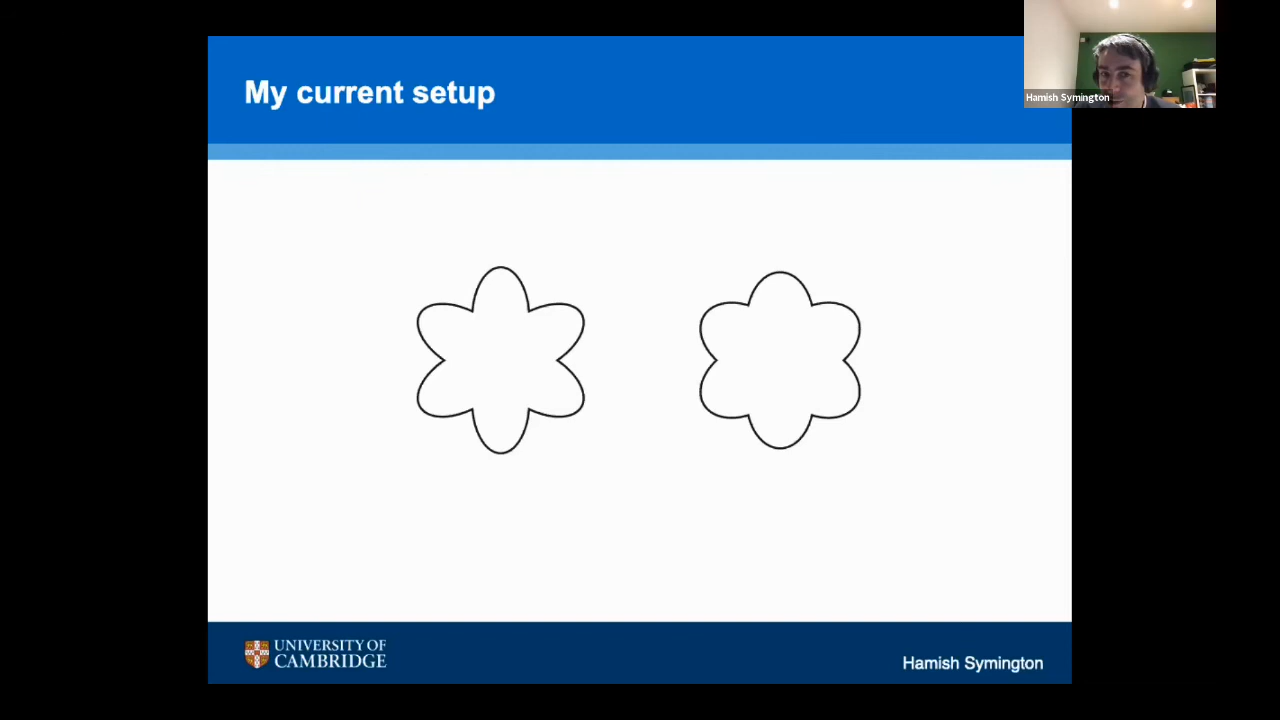 My current setup
Hamish Symington
UNIVERSITY OF
CAMBRIDGE
Hamish Symington